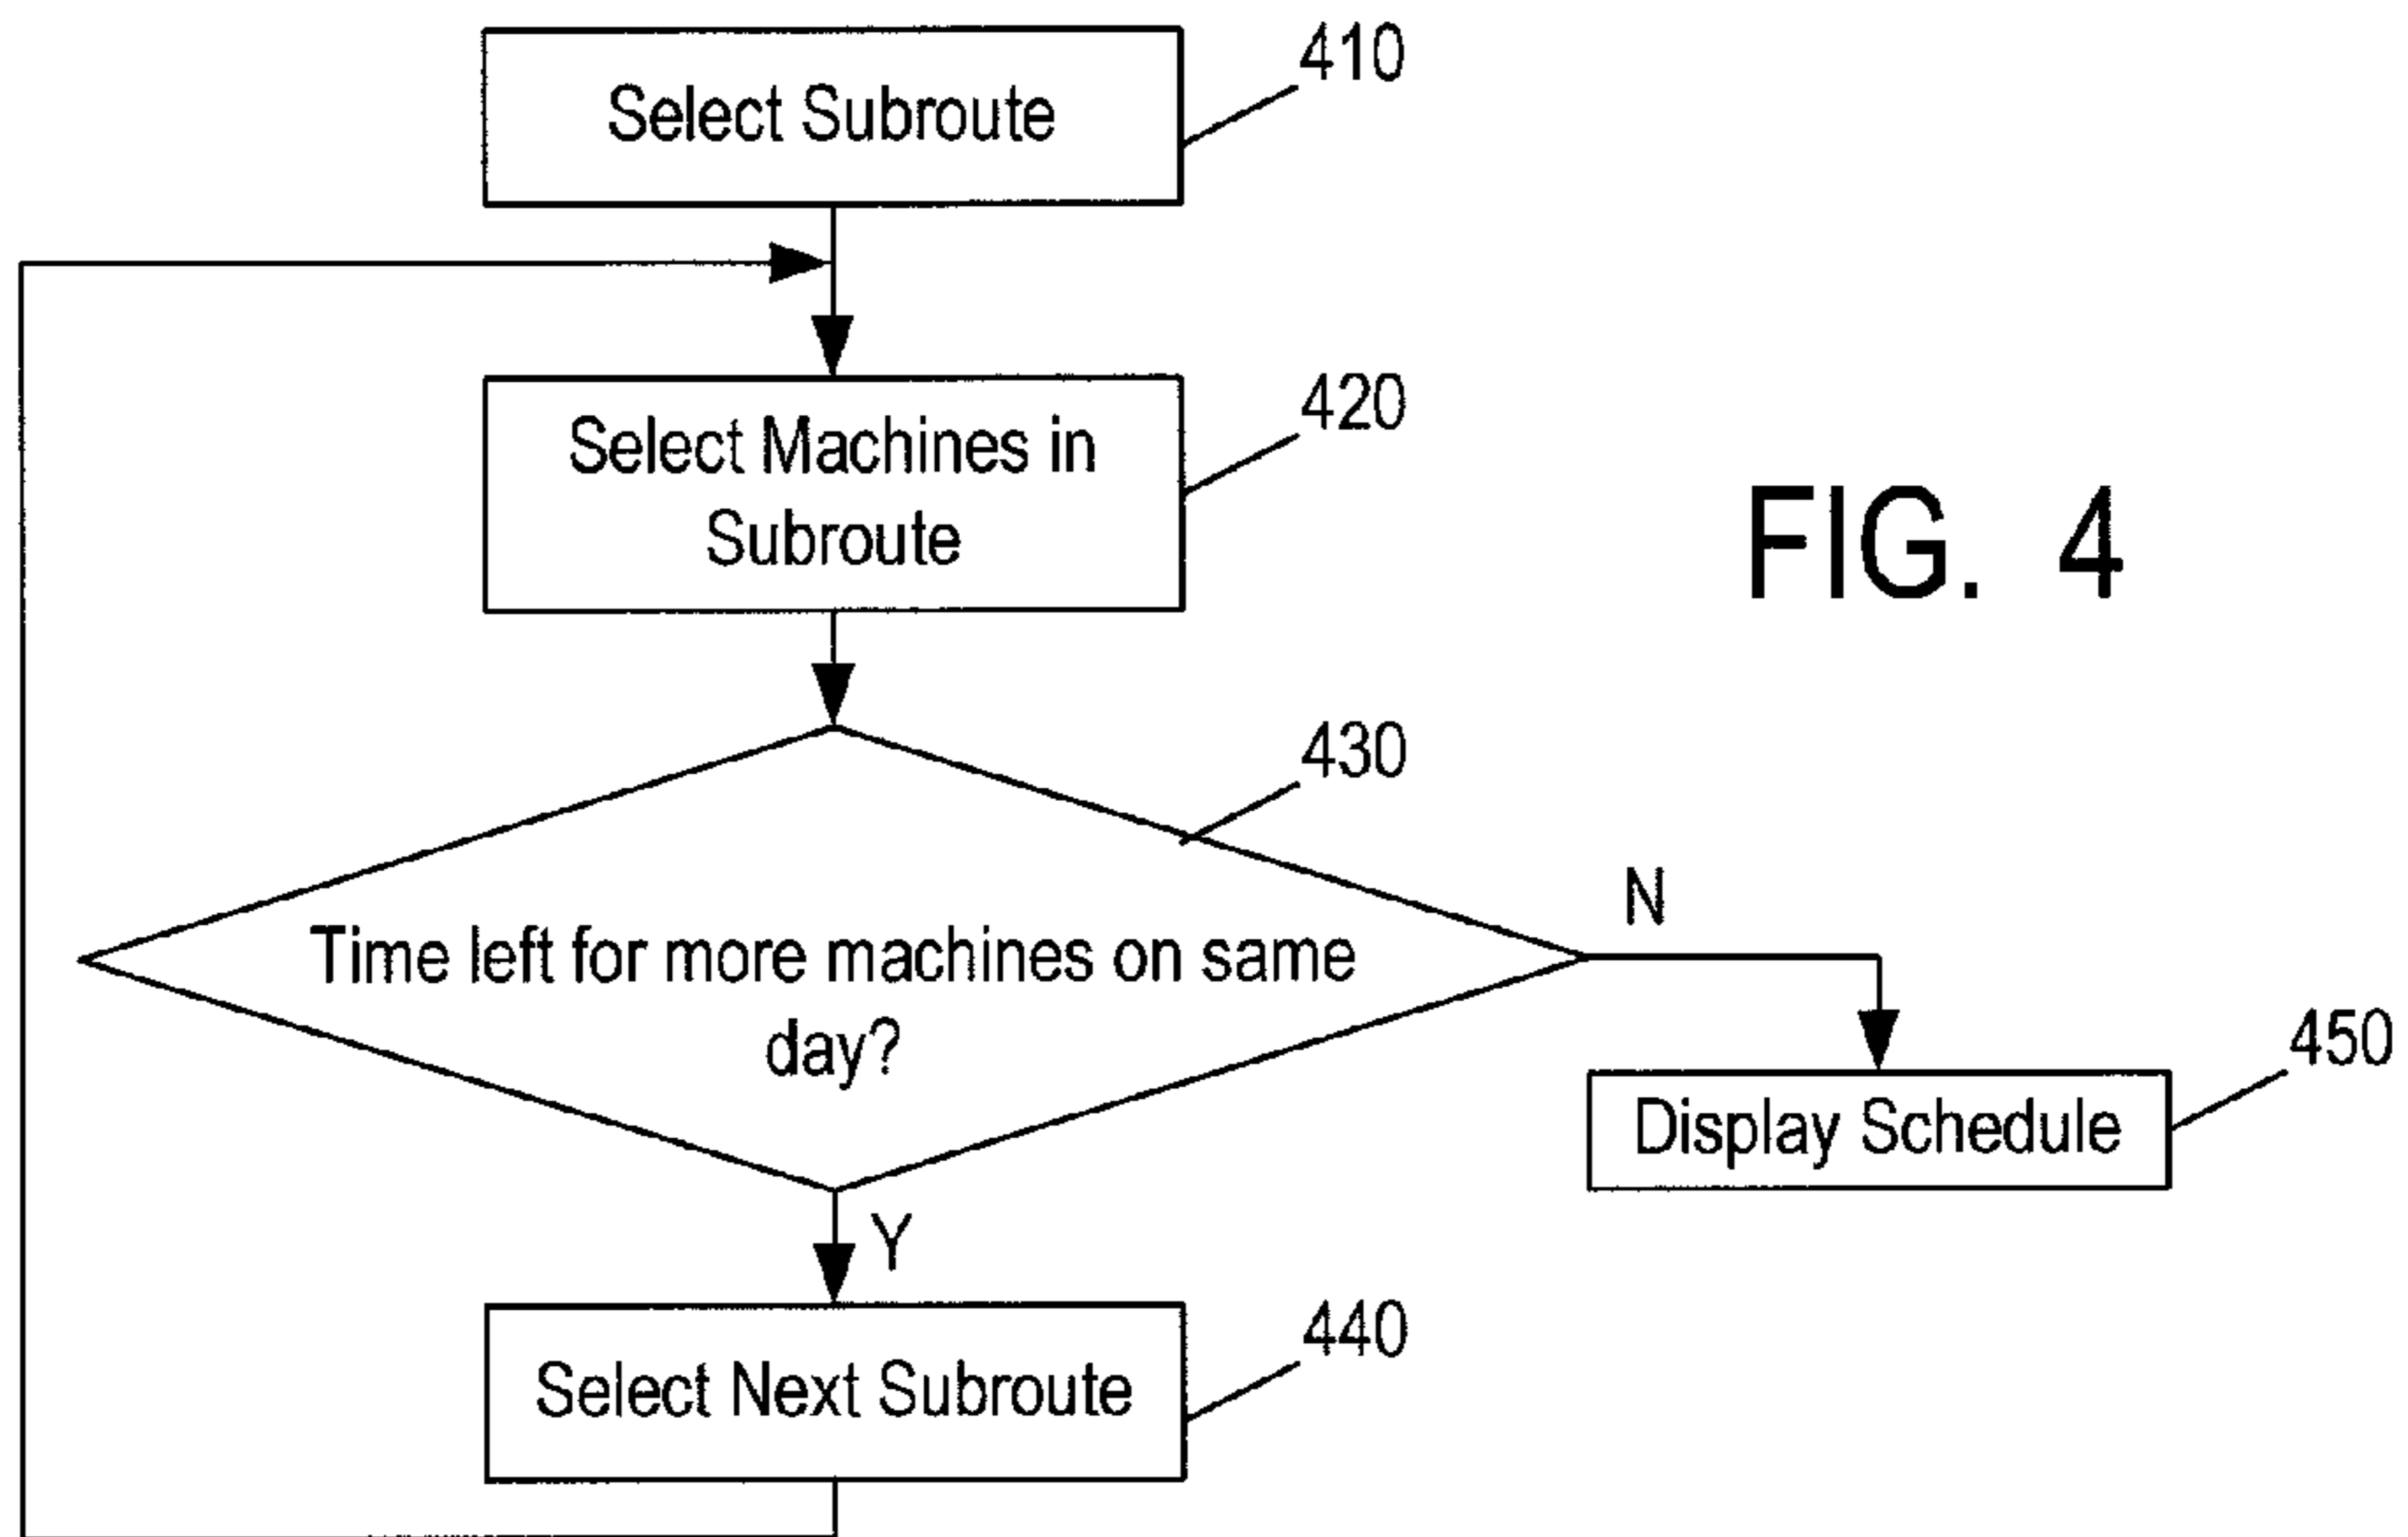 Select Subroute
410
Select Machines in
Subroute
420
FIG. 4
Time left for more machines on same
day?
430
N
Y
Display Schedule
450
Select Next Subroute
440